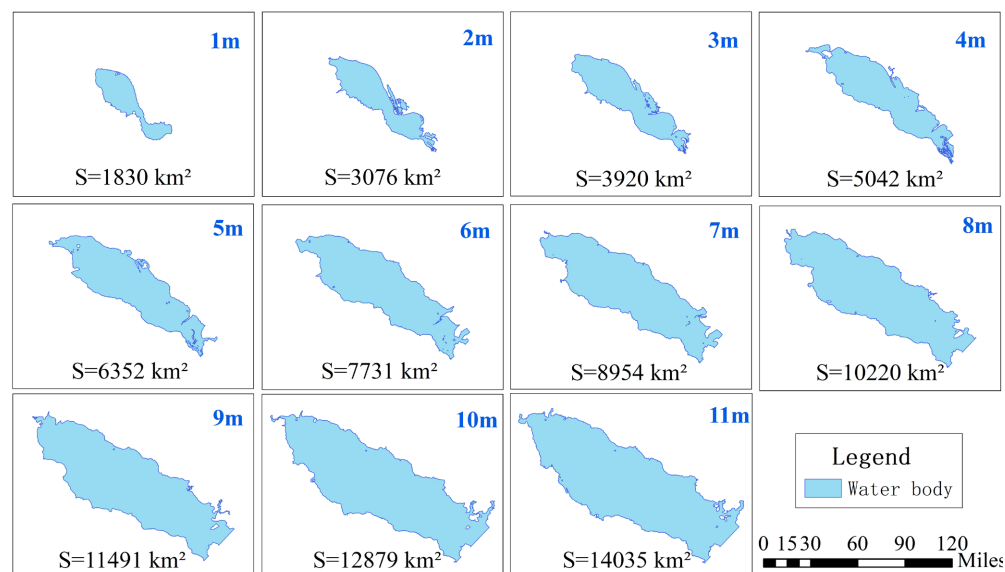 1m
S=1830 km²
2m
S=3076 km²
3m
S=3920 km²
4m
S=5042 km²
5m
S=6352 km²
6m
S=7731 km²
7m
S=8954 km²
8m
S=10220 km²
9m
S=11491 km²
10m
S=12879 km²
11m
S=14035 km²
Legend
Water body
0 1530 60 90 120
Miles